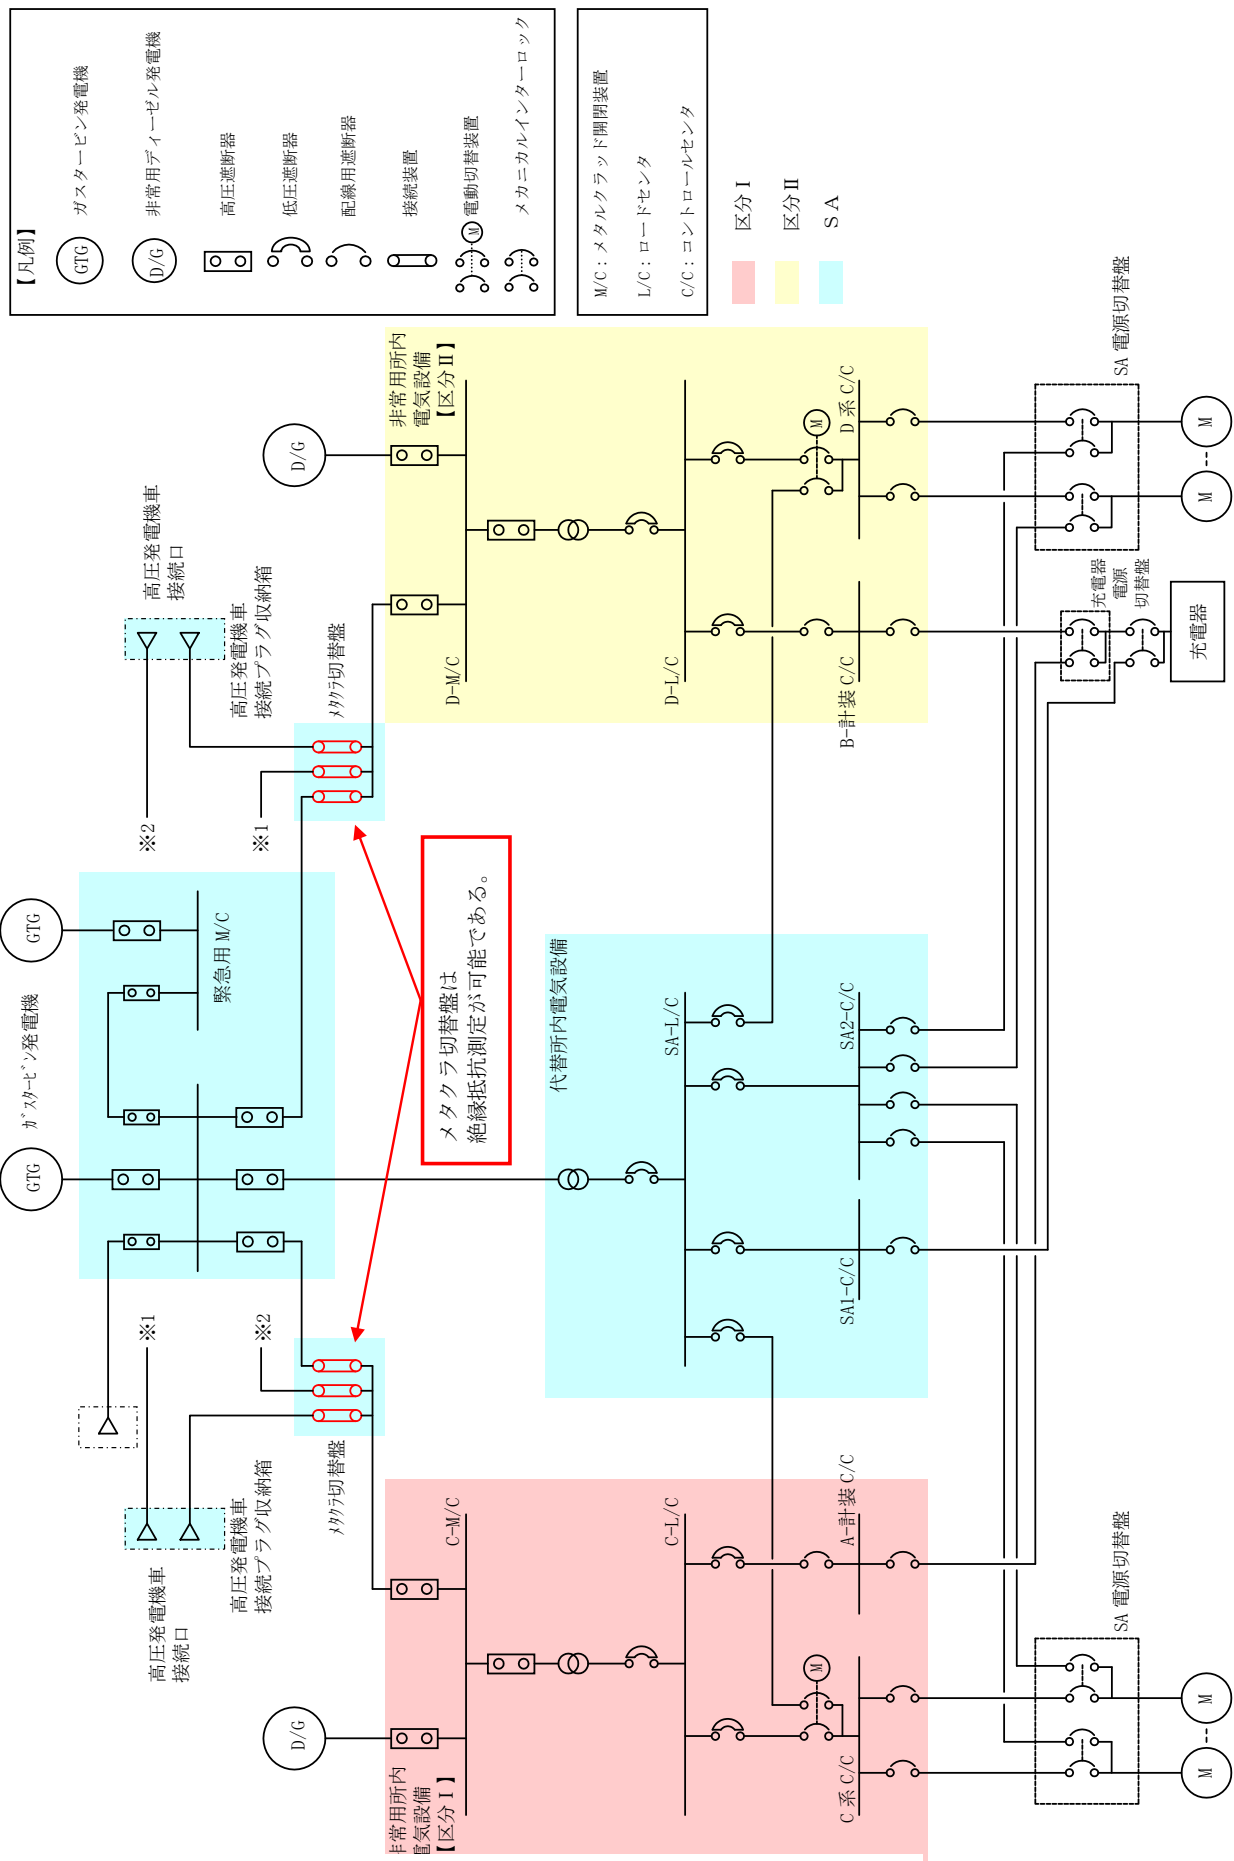 【凡例】
GTG
ガスタービン発電機
D/G
非常用ディーゼル発電機
高圧遮断器
低圧遮断器
配線用遮断器
接続装置
M
電動切替装置
メカニカルインターロック
M/C：メタルクラッド開閉装置
L/C：ロードセンタ
C/C：コントロールセンタ
区分Ⅰ
区分Ⅱ
ＳＡ
GTG
GTG
ｶﾞｽﾀｰﾋﾞﾝ発電機
緊急用 M/C
高圧発電機車
接続口
高圧発電機車
接続プラグ収納箱
※1
※2
ﾒﾀｸﾗ切替盤
高圧発電機車
接続口
高圧発電機車
接続プラグ収納箱
※2
※1
ﾒﾀｸﾗ切替盤
メタクラ切替盤は
絶縁抵抗測定が可能である。
D/G
非常用所内
電気設備
【区分Ⅰ】
C-M/C
C-L/C
C 系 C/C
M
A-計装 C/C
代替所内電気設備
SA-L/C
SA1-C/C
SA2-C/C
D/G
非常用所内
電気設備
【区分Ⅱ】
D-M/C
D-L/C
B-計装 C/C
D 系 C/C
M
SA 電源切替盤
M
M
充電器
電源
切替盤
充電器
SA 電源切替盤
M
M